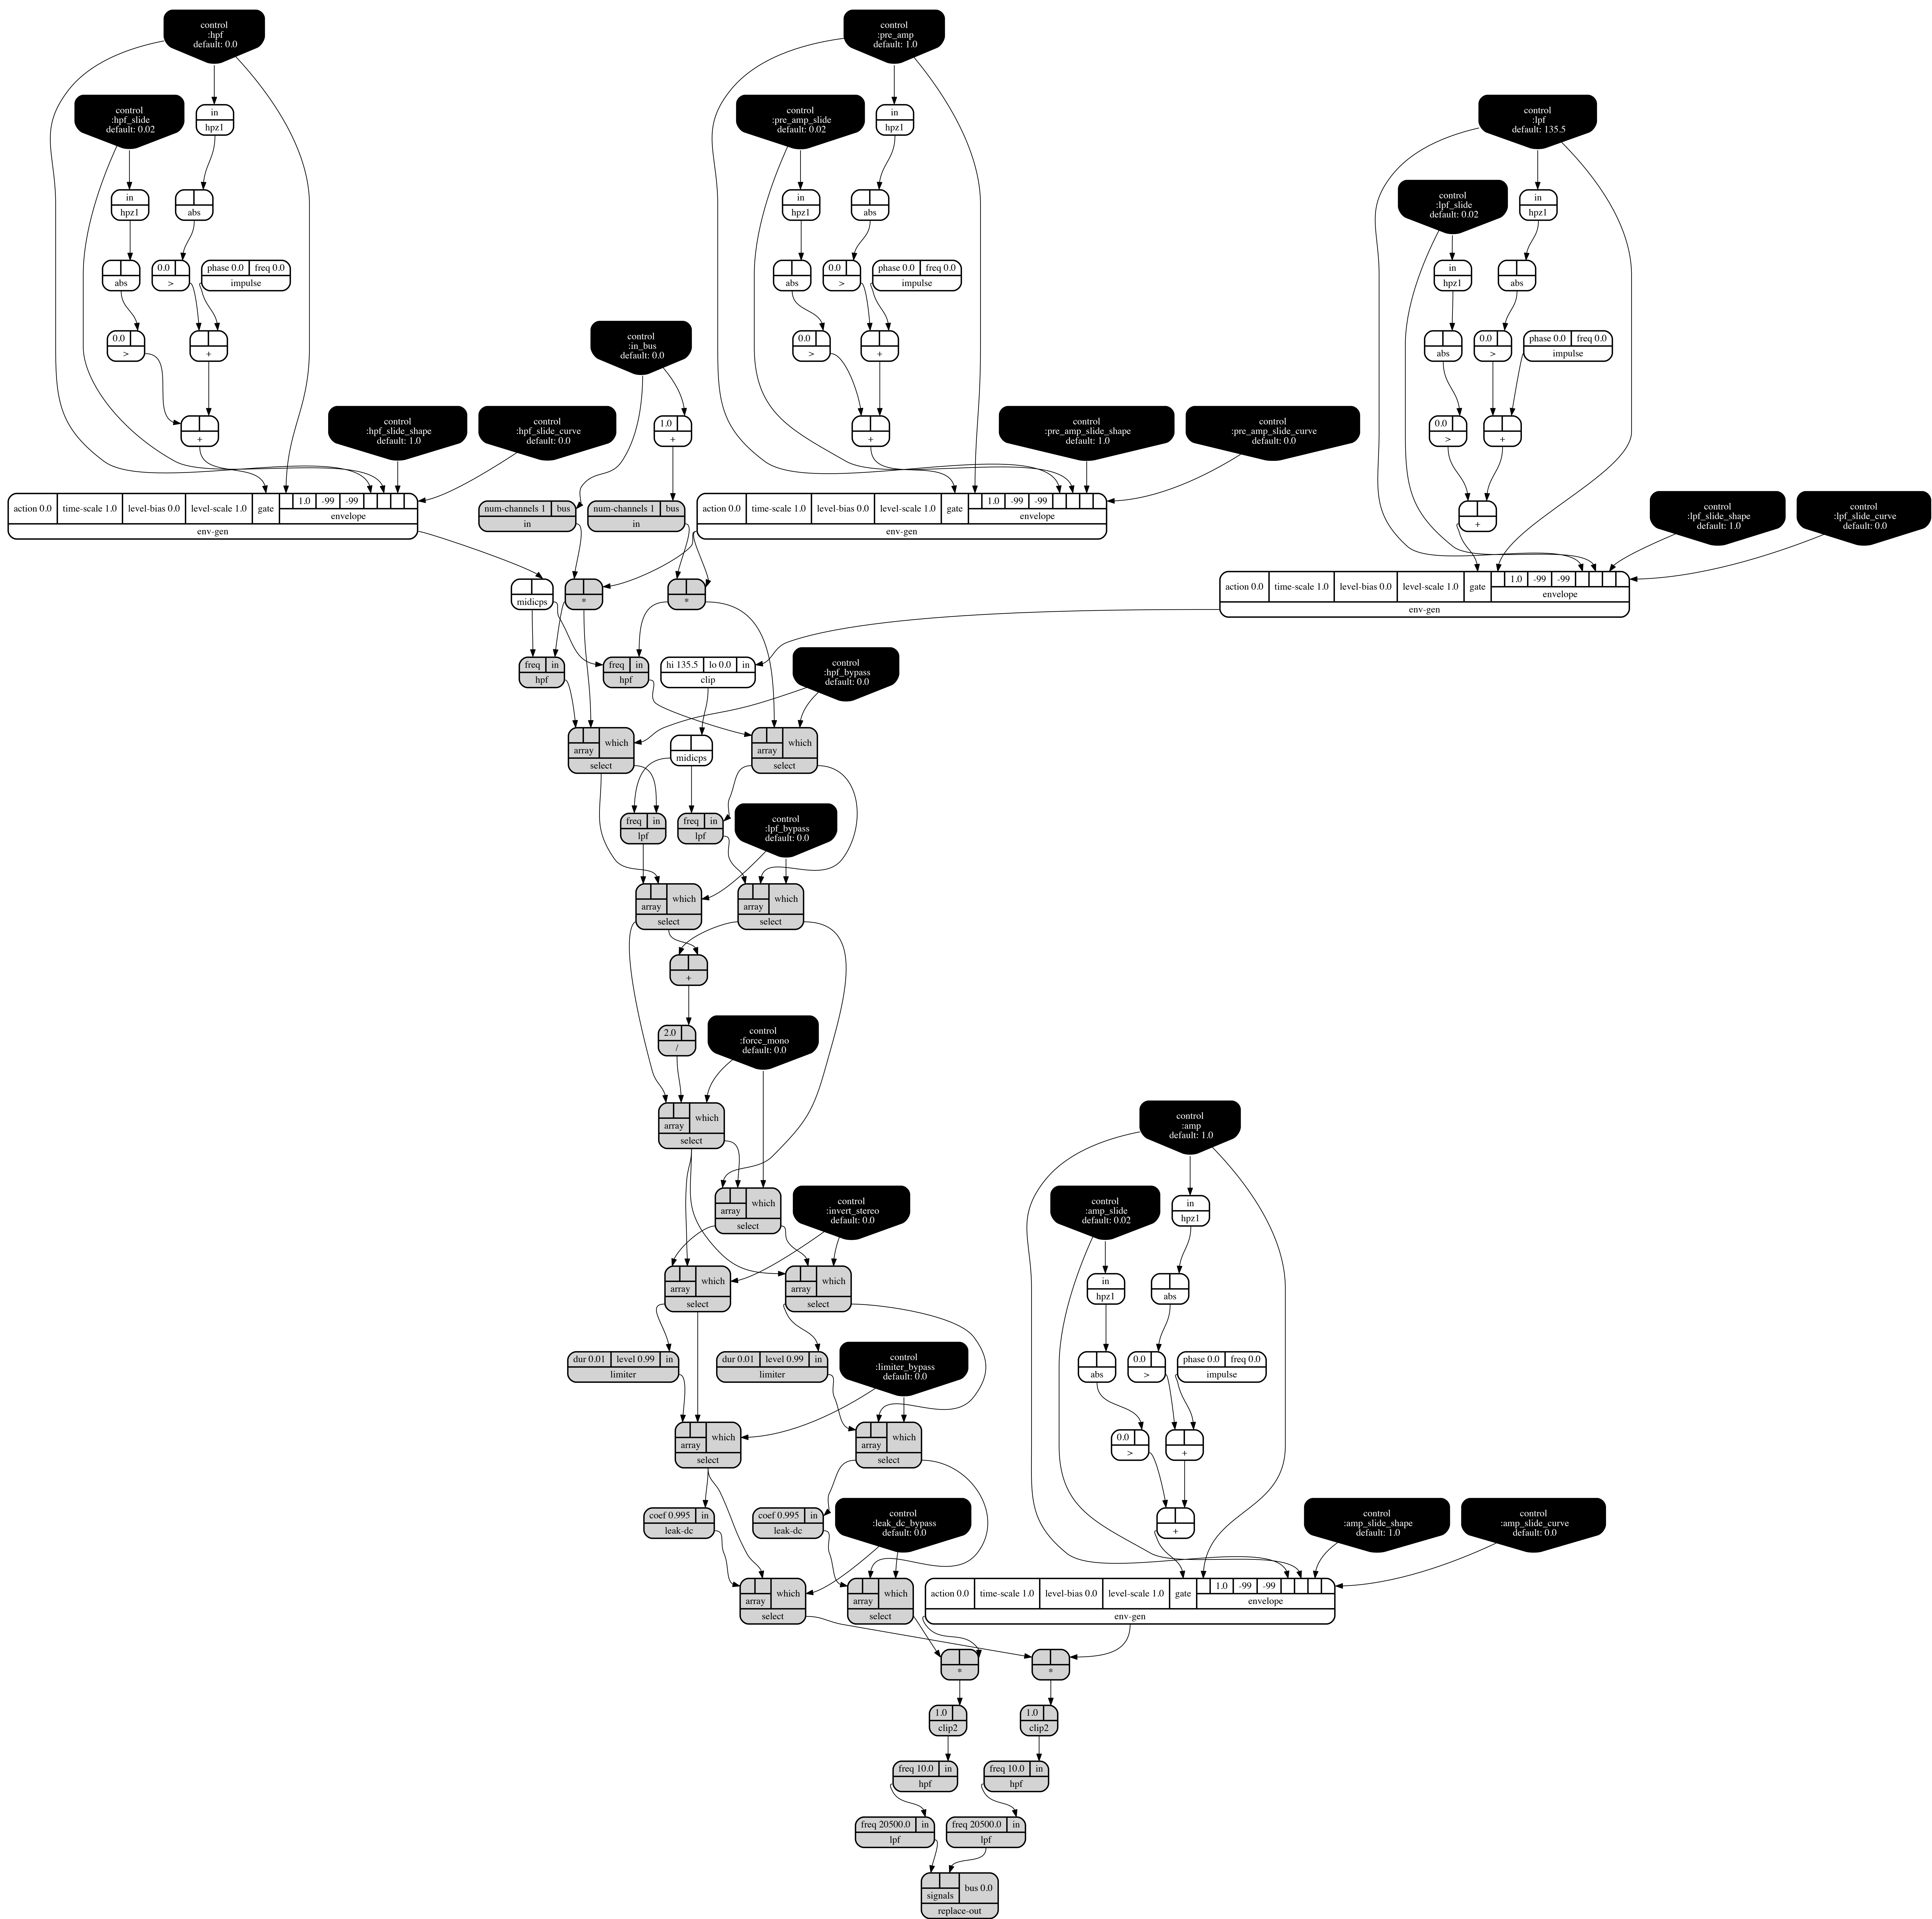 control
:hpf
default: 0.0
control
:pre_amp
default: 1.0
control
:hpf_slide
default: 0.02
in
hpz1
control
:pre_amp_slide
default: 0.02
in
hpz1
control
:lpf
default: 135.5
in
hpz1
abs
in
hpz1
abs
control
:lpf_slide
default: 0.02
in
hpz1
abs
0.0
>
phase 0.0 freq 0.0
impulse
abs
0.0
>
phase 0.0 freq 0.0
impulse
in
hpz1
abs
0.0
>
+
control
:in_bus
default: 0.0
0.0
>
+
abs
0.0
>
phase 0.0 freq 0.0
impulse
+
control
:hpf_slide_shape
default: 1.0
control
:hpf_slide_curve
default: 0.0
1.0
+
+
control
:pre_amp_slide_shape
default: 1.0
control
:pre_amp_slide_curve
default: 0.0
0.0
>
+
action 0.0 time-scale 1.0 level-bias 0.0 level-scale 1.0 gate 1.0 -99 -99
envelope
env-gen
num-channels 1 bus
in
num-channels 1 bus
in
action 0.0 time-scale 1.0 level-bias 0.0 level-scale 1.0 gate 1.0 -99 -99
envelope
env-gen
+
control
:lpf_slide_shape
default: 1.0
control
:lpf_slide_curve
default: 0.0
midicps
*
*
action 0.0 time-scale 1.0 level-bias 0.0 level-scale 1.0 gate 1.0 -99 -99
envelope
env-gen
freq in
hpf
freq in
hpf
hi 135.5 lo 0.0 in
clip
control
:hpf_bypass
default: 0.0
array which
select
midicps
array which
select
freq in
lpf
freq in
lpf
control
:lpf_bypass
default: 0.0
array which
select
array which
select
+
2.0
/
control
:force_mono
default: 0.0
array which
select
control
:amp
default: 1.0
array which
select
control
:invert_stereo
default: 0.0
control
:amp_slide
default: 0.02
in
hpz1
array which
select
array which
select
in
hpz1
abs
dur 0.01 level 0.99 in
limiter
dur 0.01 level 0.99 in
limiter
control
:limiter_bypass
default: 0.0
abs
0.0
>
phase 0.0 freq 0.0
impulse
array which
select
array which
select
0.0
>
+
coef 0.995 in
leak-dc
coef 0.995 in
leak-dc
control
:leak_dc_bypass
default: 0.0
+
control
:amp_slide_shape
default: 1.0
control
:amp_slide_curve
default: 0.0
array which
select
array which
select
action 0.0 time-scale 1.0 level-bias 0.0 level-scale 1.0 gate 1.0 -99 -99
envelope
env-gen
*
*
1.0
clip2
1.0
clip2
freq 10.0 in
hpf
freq 10.0 in
hpf
freq 20500.0 in
lpf
freq 20500.0 in
lpf
signals bus 0.0
replace-out